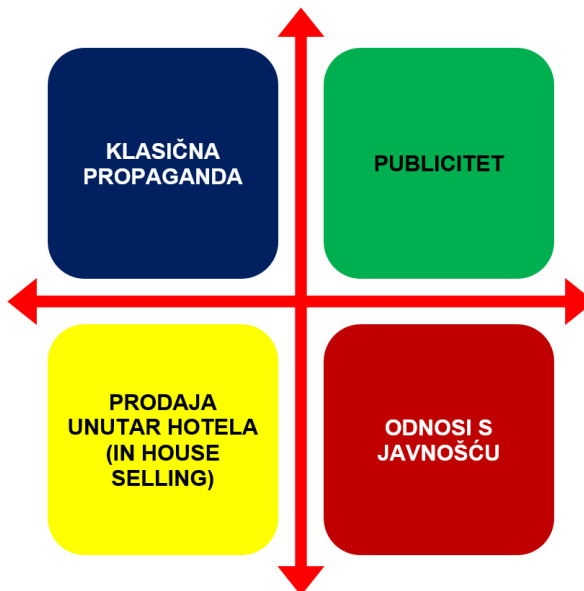 KLASIČNA
PROPAGANDA
PUBLICITET
PRODAJA
UNUTAR HOTELA
(IN HOUSE
SELLING)
ODNOSI S
JAVNOŠĆU